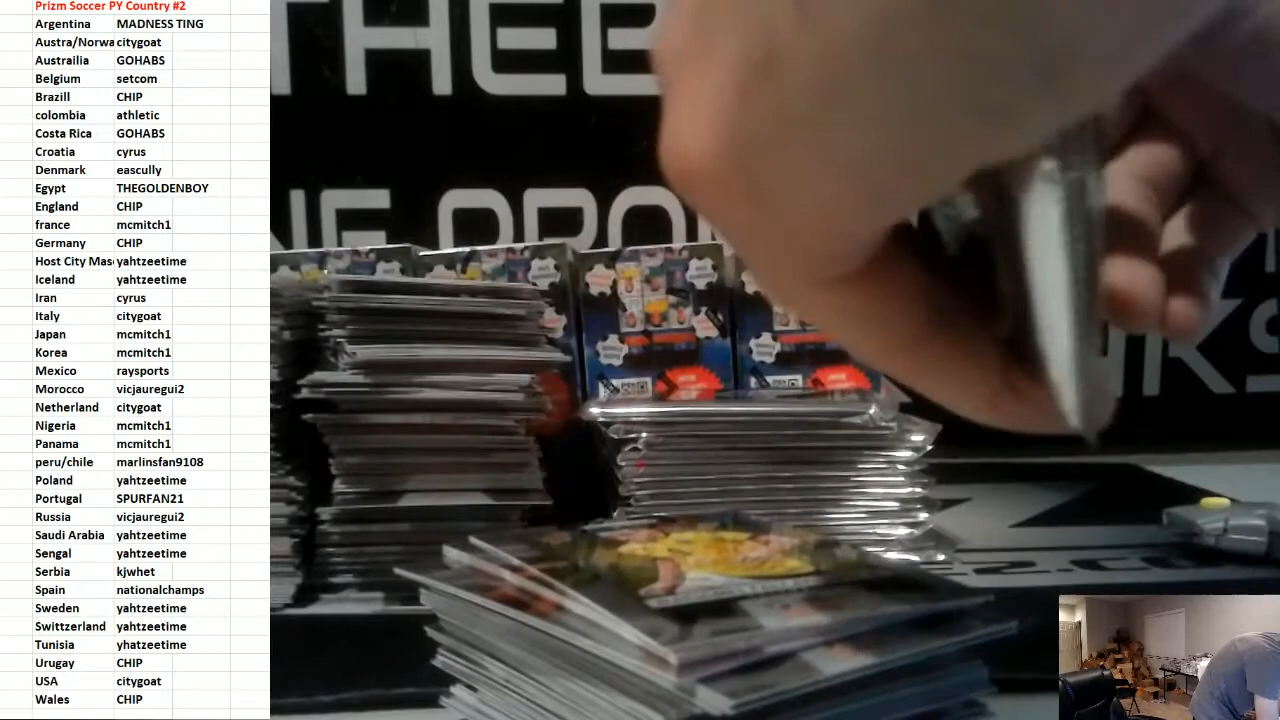 Prizm Soccer PY Country #2
Argentina MADNESS TING
Austra/Norwa citygoat
Austrailia GOHABS
Belgium setcom
Brazill CHIP
colombia athletic
Costa Rica GOHABS
Croatia cyrus
Denmark eascully
Egypt THEGOLDENBOY
England CHIP
france mcmitch1
Germany CHIP
Host City Mas yahtzeetime
Iceland yahtzeetime
Iran cyrus
Italy citygoat
Japan mcmitch1
Korea mcmitch1
Mexico raysports
Morocco vicjauregui2
Netherland citygoat
Nigeria mcmitch1
Panama mcmitch1
peru/chile marlinsfan9108
Poland yahtzeetime
Portugal SPURFAN21
Russia vicjauregui2
Saudi Arabia yahtzeetime
Sengal yahtzeetime
Serbia kjwhet
Spain nationalchamps
Sweden yahtzeetime
Swittzerland yahtzeetime
Tunisia yhatzeetime
Urugay CHIP
USA citygoat
Wales CHIP
THEB